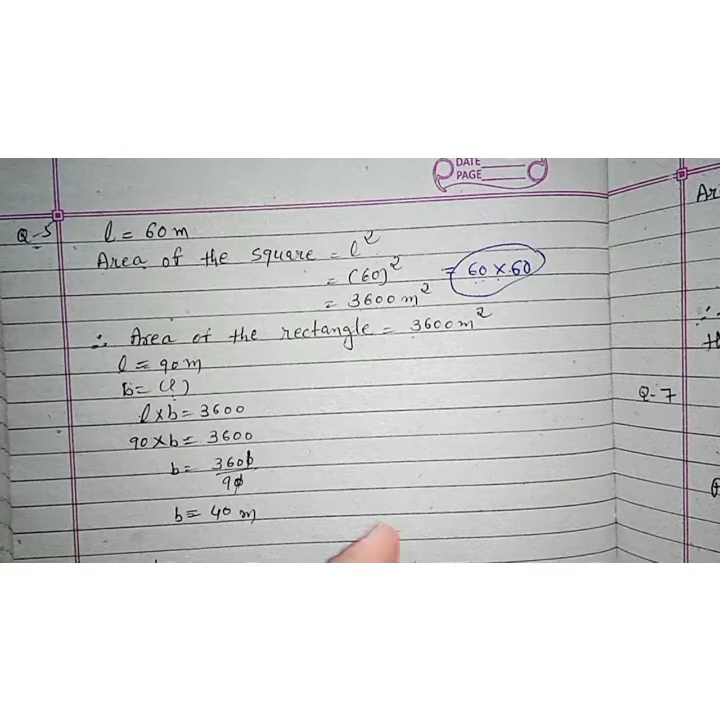 DATE
PAGE
Q-5
l = 60 m
Area of the square = l²
= (60)² = 60 × 60
= 3600 m²
∴ Area of the rectangle = 3600 m²
l = 90 m
b = (?)
l × b = 3600
90 × b = 3600
b = 3600/90
b = 40 m
Ar
∴
Q-7